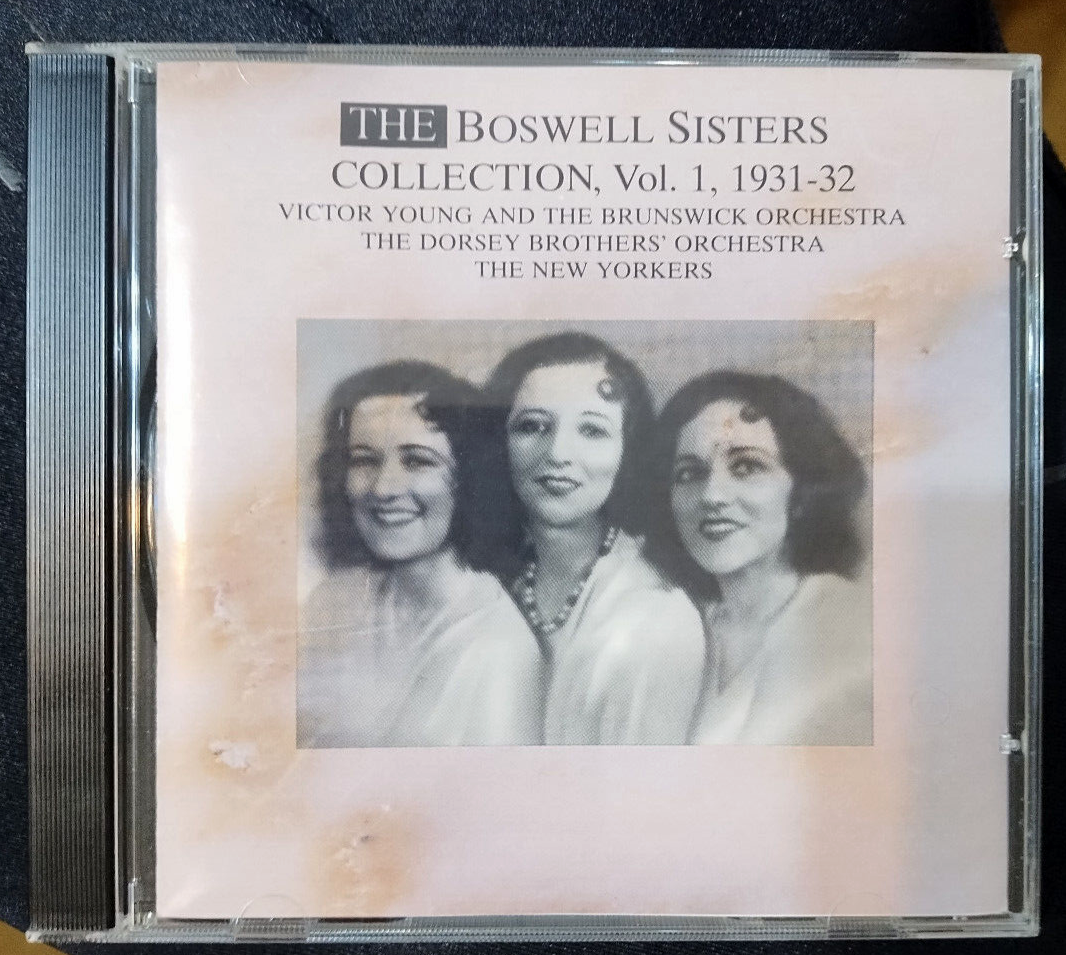 THE BOSWELL SISTERS
COLLECTION, Vol. 1, 1931-32
VICTOR YOUNG AND THE BRUNSWICK ORCHESTRA
THE DORSEY BROTHERS' ORCHESTRA
THE NEW YORKERS